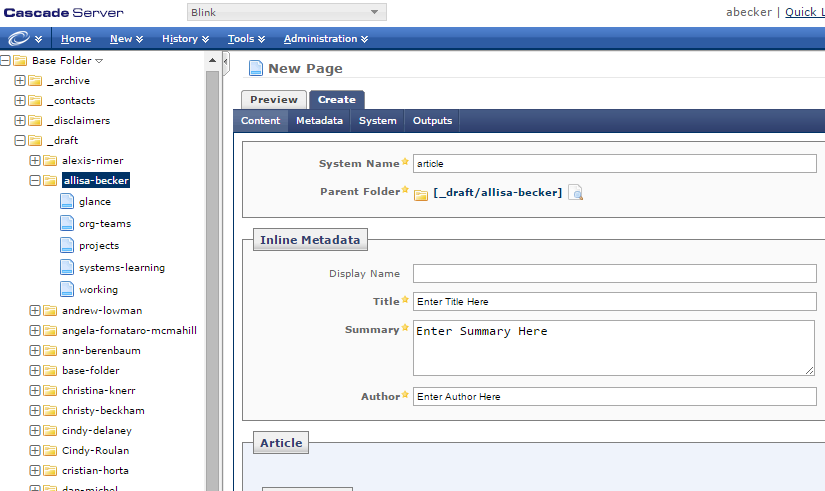 Cascade Server
Blink
abecker | Quick L
Home New History Tools Administration
Base Folder
_archive
_contacts
_disclaimers
_draft
alexis-rimer
allisa-becker
glance
org-teams
projects
systems-learning
working
andrew-lowman
angela-fornataro-mcmahill
ann-berenbaum
base-folder
christina-knerr
christy-beckham
cindy-delaney
Cindy-Roulan
cristian-horta
dan-michel
New Page
Preview Create
Content Metadata System Outputs
System Name article
Parent Folder [_draft/allisa-becker]
Inline Metadata
Display Name
Title Enter Title Here
Summary Enter Summary Here
Author Enter Author Here
Article